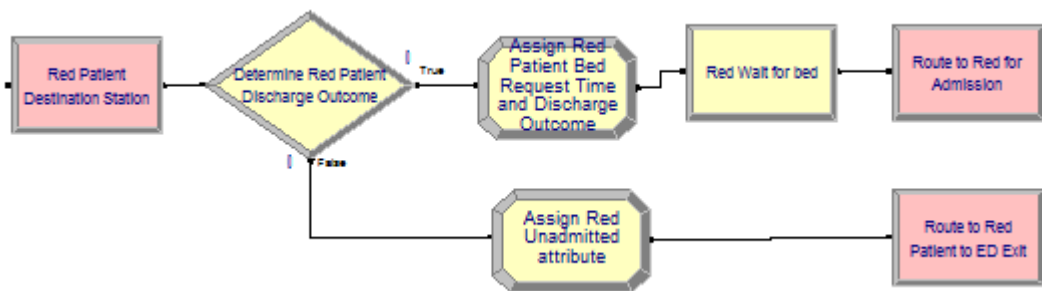 Red Patient
Destination Station
Determine Red Patient
Discharge Outcome
True
False
Assign Red
Patient Bed
Request Time
and Discharge
Outcome
Red Wait for bed
Route to Red for
Admission
Assign Red
Unadmitted
attribute
Route to Red
Patient to ED Exit